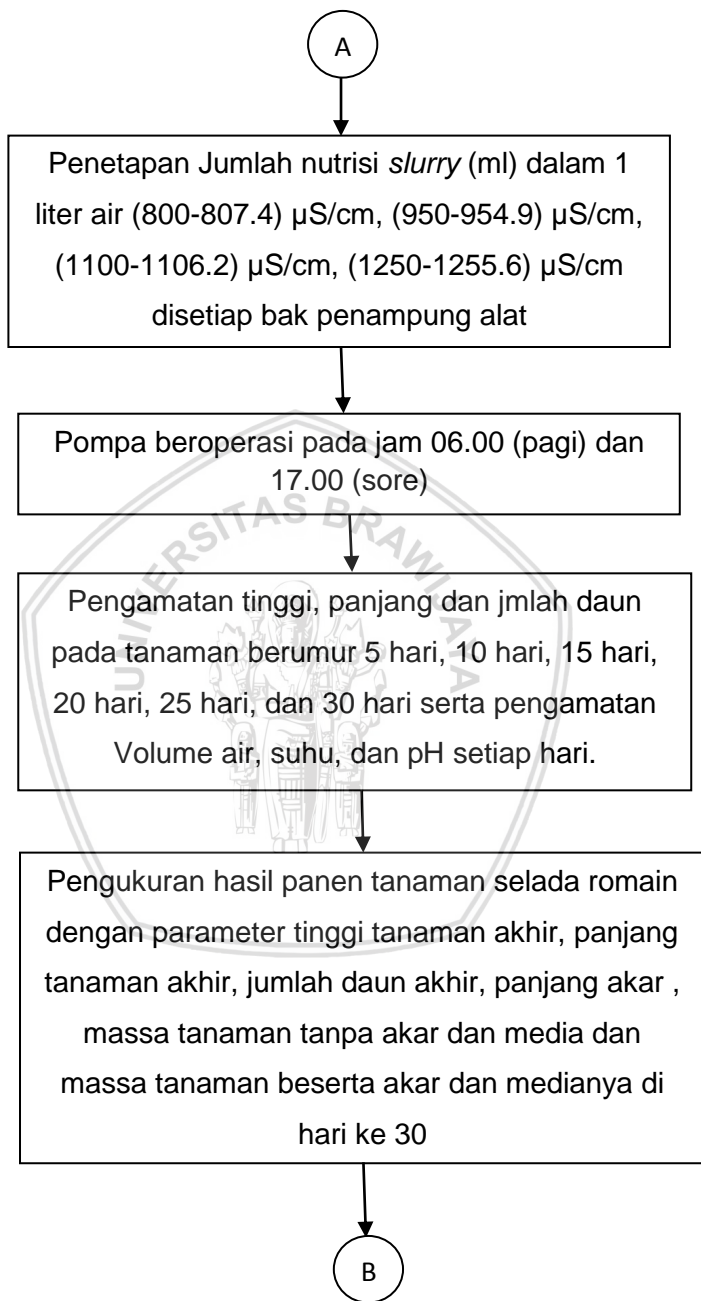 A
Penetapan Jumlah nutrisi slurry (ml) dalam 1
liter air (800-807.4) µS/cm, (950-954.9) µS/cm,
(1100-1106.2) µS/cm, (1250-1255.6) µS/cm
disetiap bak penampung alat
Pompa beroperasi pada jam 06.00 (pagi) dan
17.00 (sore)
UNIVERSITAS BRAWIJAYA
Pengamatan tinggi, panjang dan jmlah daun
pada tanaman berumur 5 hari, 10 hari, 15 hari,
20 hari, 25 hari, dan 30 hari serta pengamatan
Volume air, suhu, dan pH setiap hari.
Pengukuran hasil panen tanaman selada romain
dengan parameter tinggi tanaman akhir, panjang
tanaman akhir, jumlah daun akhir, panjang akar ,
massa tanaman tanpa akar dan media dan
massa tanaman beserta akar dan medianya di
hari ke 30
B